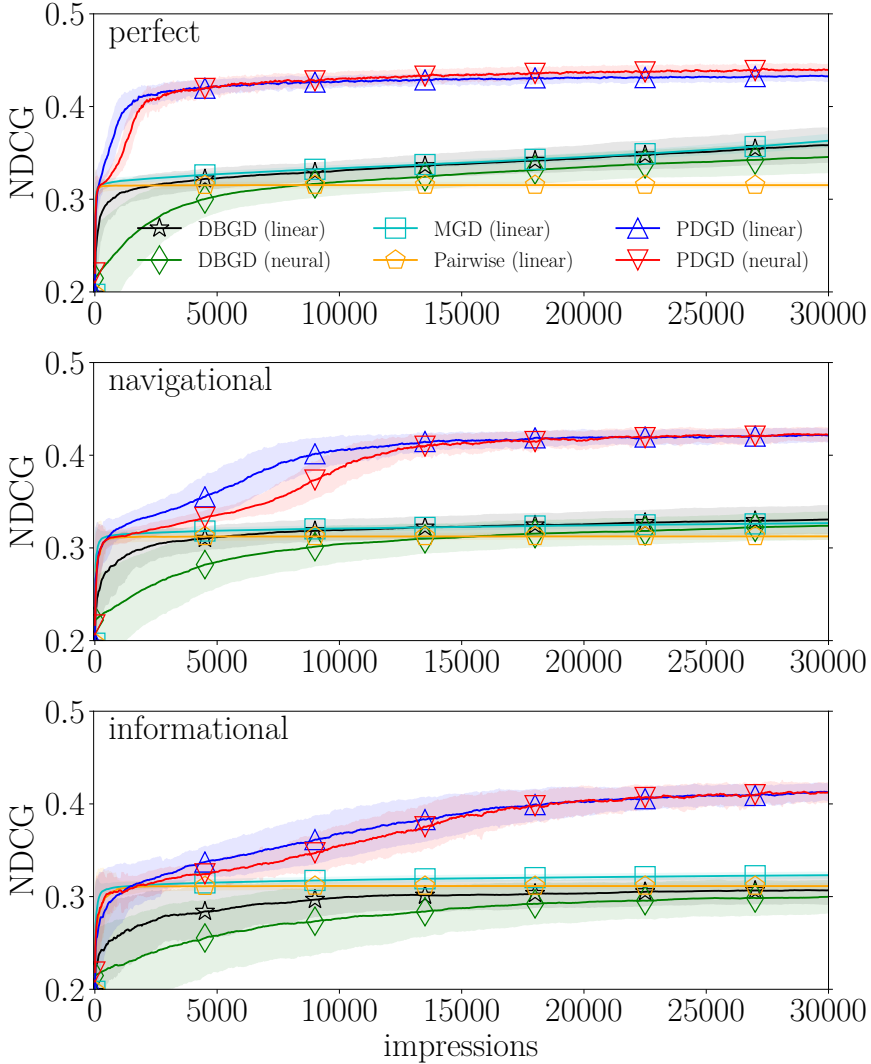 0.5
perfect
0.4
NDCG
0.3
DBGD (linear) MGD (linear) PDGD (linear)
DBGD (neural) Pairwise (linear) PDGD (neural)
0.2
0 5000 10000 15000 20000 25000 30000
0.5
navigational
0.4
NDCG
0.3
0.2
0 5000 10000 15000 20000 25000 30000
0.5
informational
0.4
NDCG
0.3
0.2
0 5000 10000 15000 20000 25000 30000
impressions